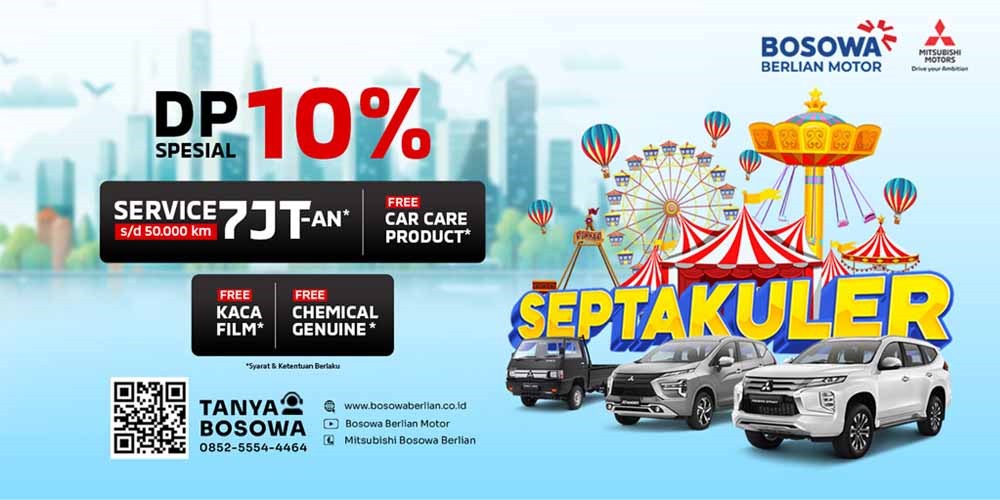 BOSOWA
BERLIAN MOTOR
MITSUBISHI
MOTORS
Drive your Ambition
DP
SPESIAL
10%
SERVICE
s/d 50.000 km
7JT-AN*
FREE
CAR CARE
PRODUCT*
FREE
KACA
FILM*
FREE
CHEMICAL
GENUINE *
*Syarat & Ketentuan Berlaku
SEPTAKULER
TANYA
BOSOWA
0852-5554-4464
www.bosowaberlian.co.id
Bosowa Berlian Motor
Mitsubishi Bosowa Berlian